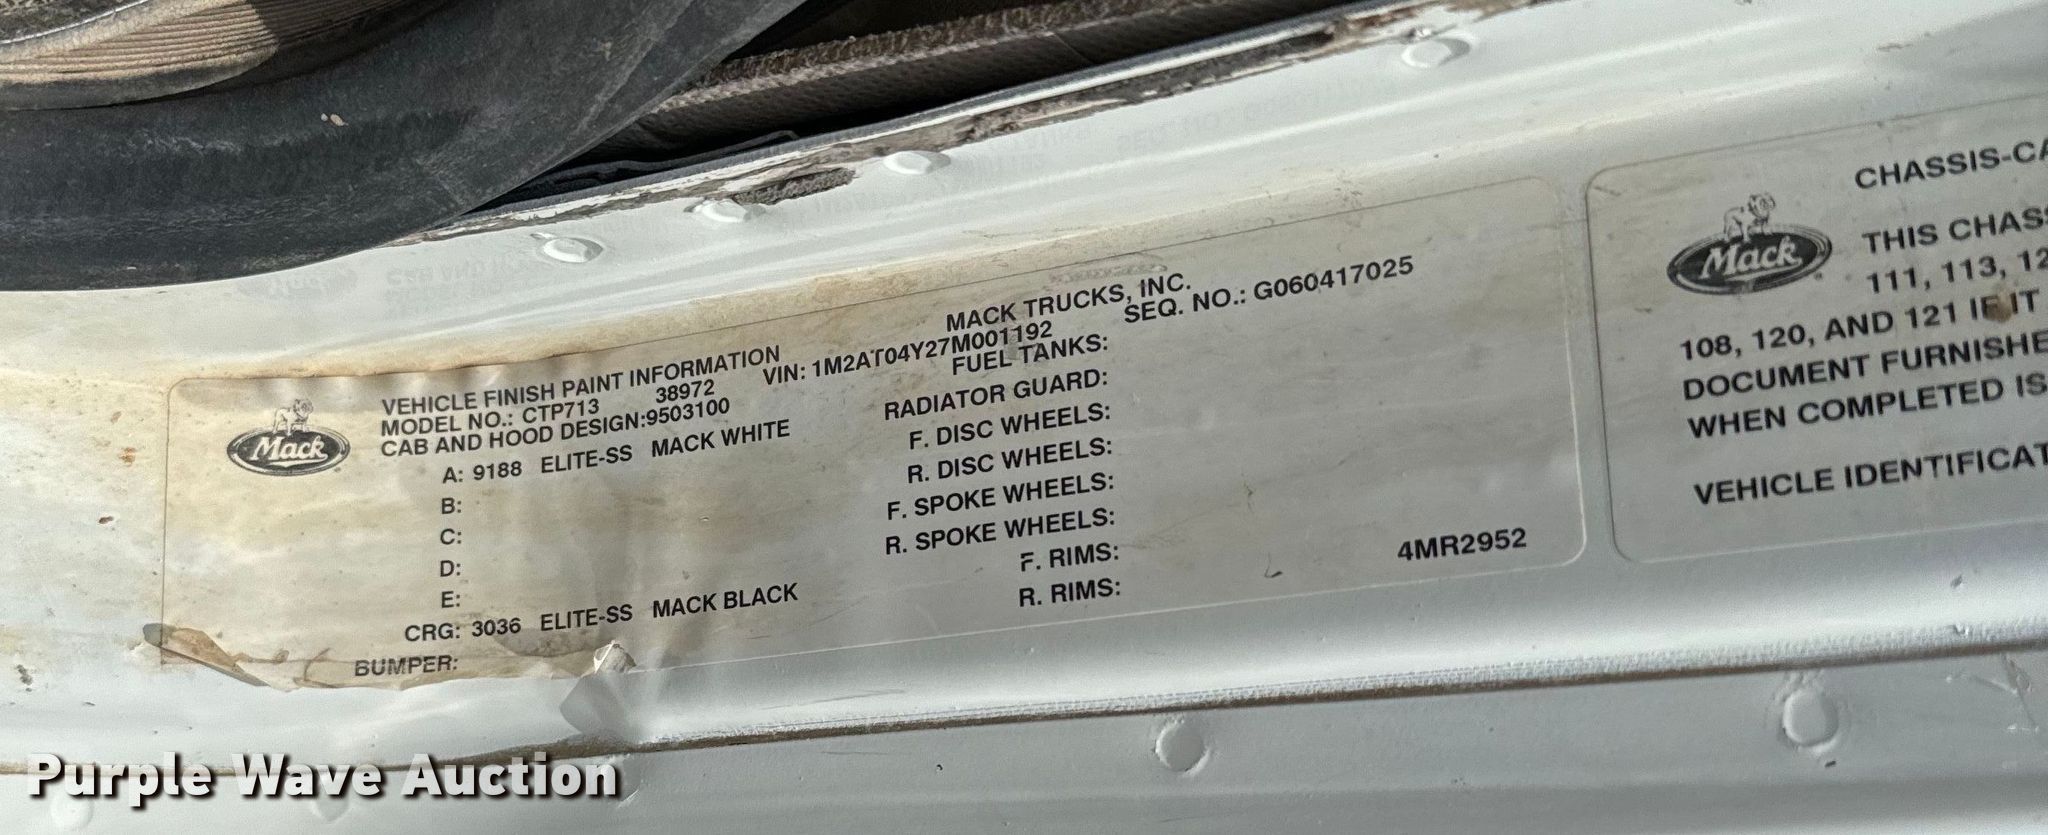 MACK TRUCKS, INC.
VEHICLE FINISH PAINT INFORMATION VIN: 1M2AT04Y27M001192 SEQ. NO.: G060417025
MODEL NO.: CTP713 38972 FUEL TANKS:
CAB AND HOOD DESIGN:9503100 RADIATOR GUARD:
A: 9188 ELITE-SS MACK WHITE F. DISC WHEELS:
B: R. DISC WHEELS:
C: F. SPOKE WHEELS:
D: R. SPOKE WHEELS:
E: F. RIMS:
CRG: 3036 ELITE-SS MACK BLACK R. RIMS: 4MR2952
BUMPER:
Mack
Mack
CHASSIS-CA
THIS CHASS
111, 113, 12
108, 120, AND 121 IF IT
DOCUMENT FURNISHE
WHEN COMPLETED IS
VEHICLE IDENTIFICAT
Purple Wave Auction